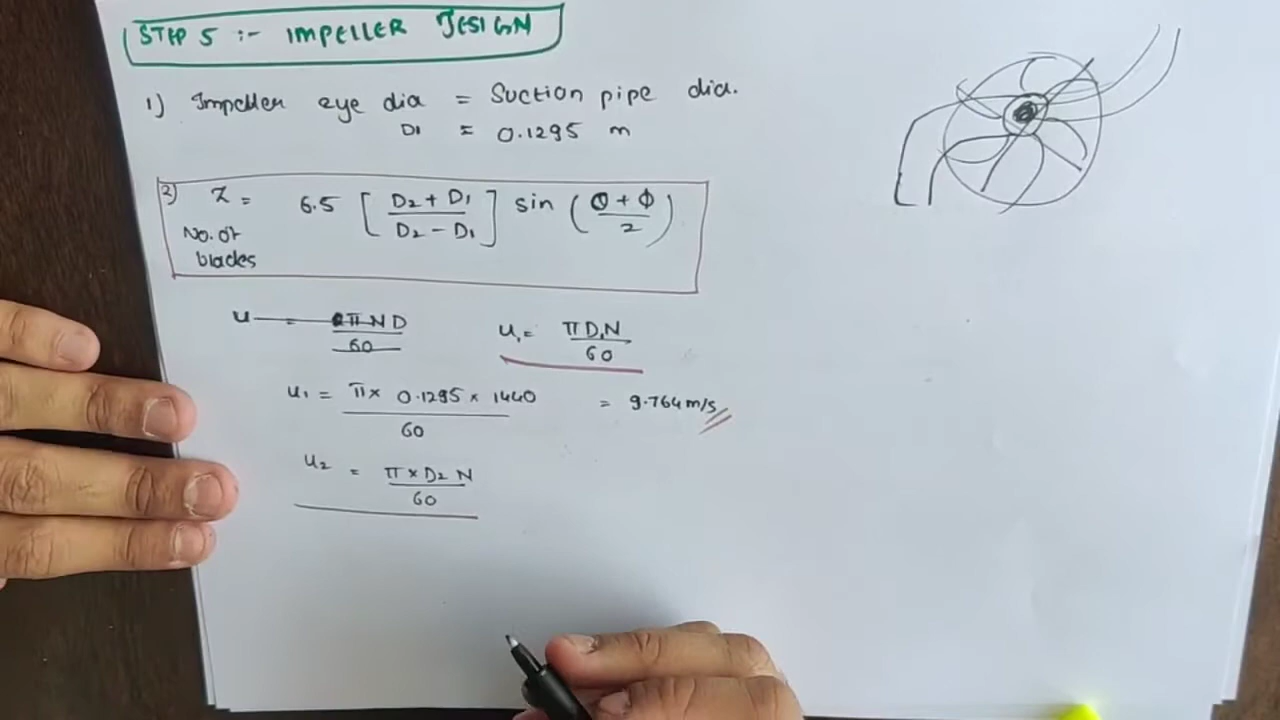 STEP 5 :- IMPELLER DESIGN
1) Impeller eye dia = Suction pipe dia.
D1 = 0.1295 m
2) Z = 6.5 [ D2 + D1 / D2 - D1 ] sin ( θ + ϕ / 2 )
No. of blades
u = π N D / 60
u1 = π D1 N / 60
u1 = π × 0.1295 × 1440 / 60 = 9.764 m/s
u2 = π × D2 N / 60